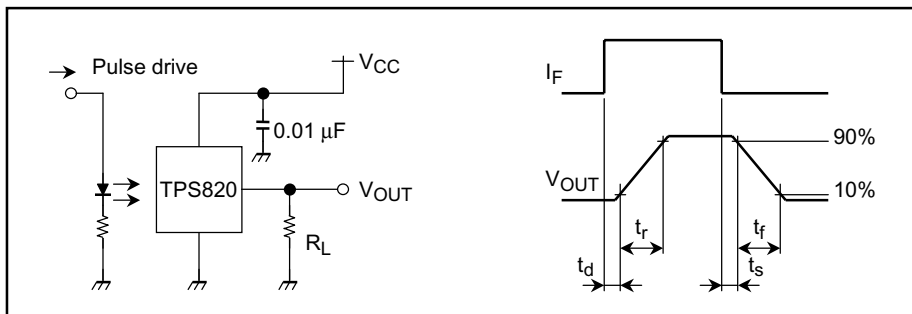 Pulse drive
VCC
0.01 μF
TPS820
VOUT
RL
IF
90%
VOUT
10%
tr
tf
td
ts